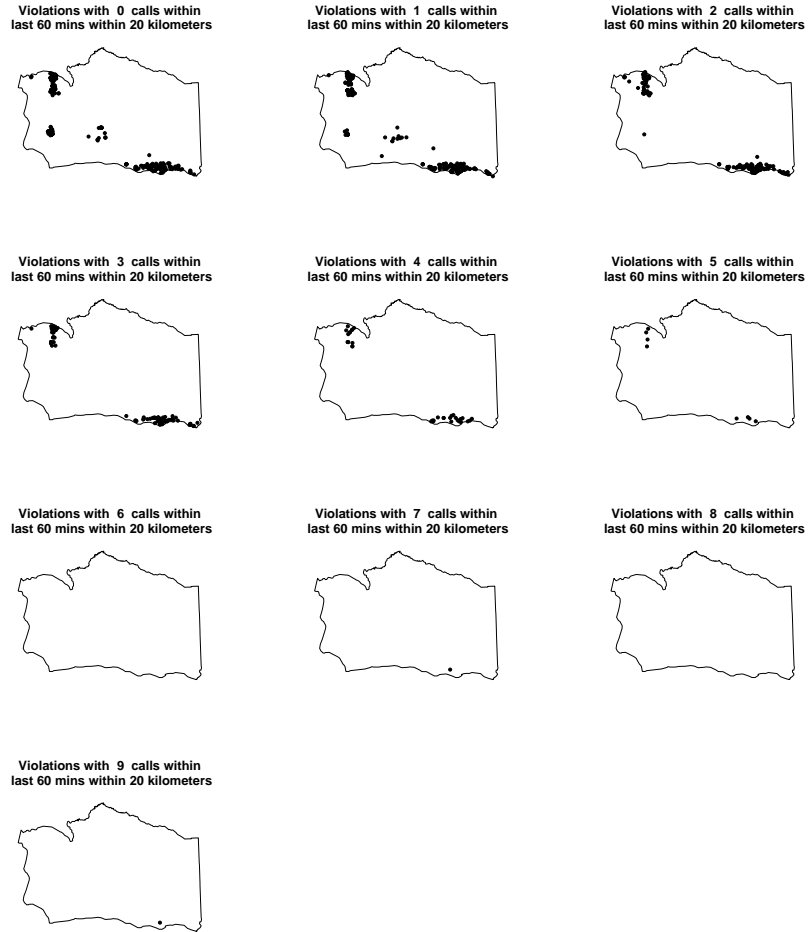 Violations with 0 calls within
last 60 mins within 20 kilometers
Violations with 1 calls within
last 60 mins within 20 kilometers
Violations with 2 calls within
last 60 mins within 20 kilometers
Violations with 3 calls within
last 60 mins within 20 kilometers
Violations with 4 calls within
last 60 mins within 20 kilometers
Violations with 5 calls within
last 60 mins within 20 kilometers
Violations with 6 calls within
last 60 mins within 20 kilometers
Violations with 7 calls within
last 60 mins within 20 kilometers
Violations with 8 calls within
last 60 mins within 20 kilometers
Violations with 9 calls within
last 60 mins within 20 kilometers